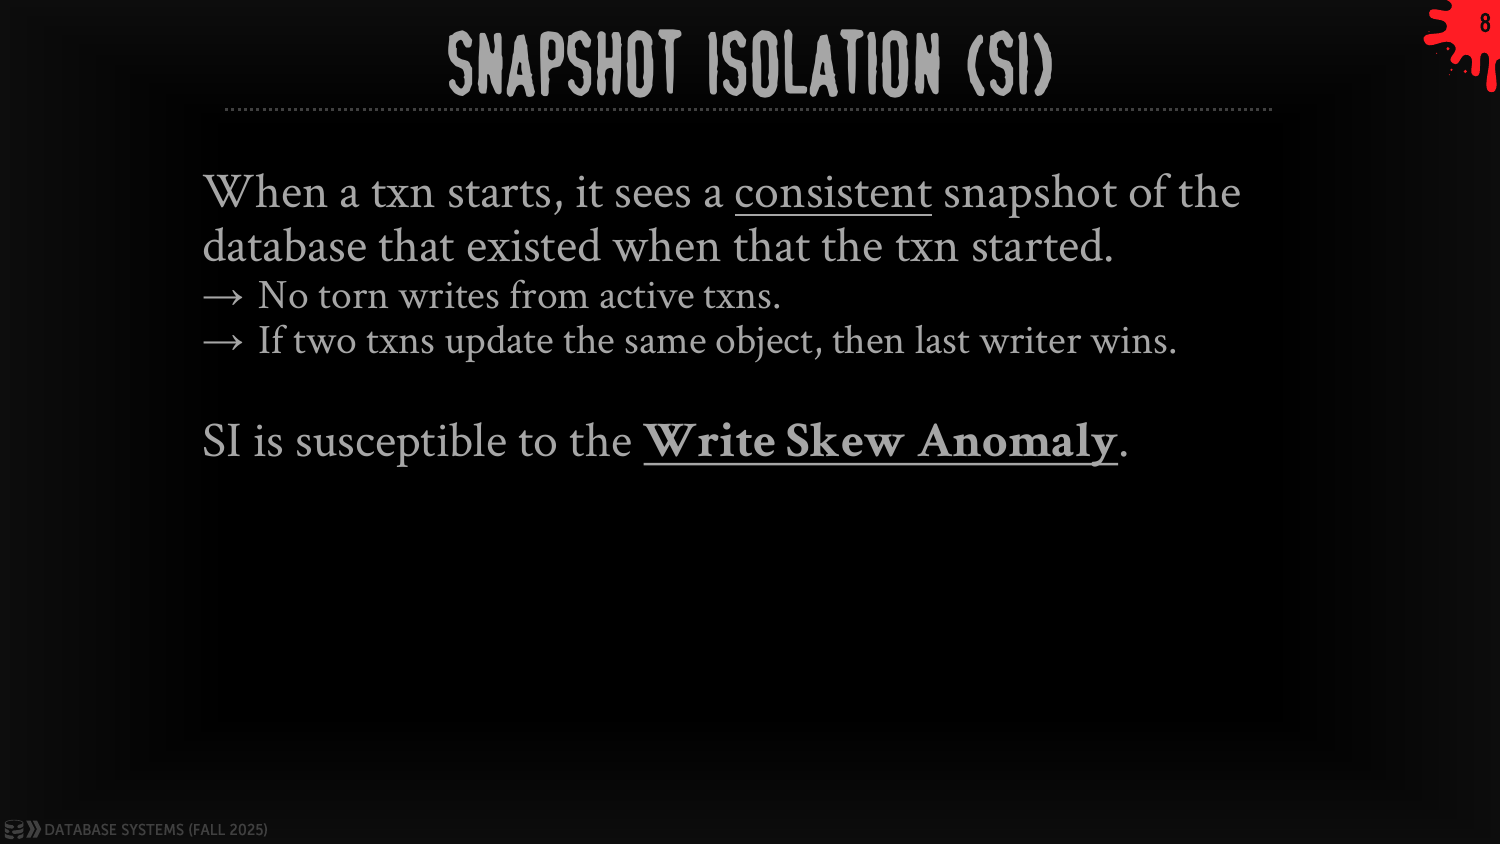 8
SNAPSHOT ISOLATION (SI)
When a txn starts, it sees a consistent snapshot of the
database that existed when that the txn started.
→ No torn writes from active txns.
→ If two txns update the same object, then last writer wins.
SI is susceptible to the Write Skew Anomaly.
DATABASE SYSTEMS (FALL 2025)